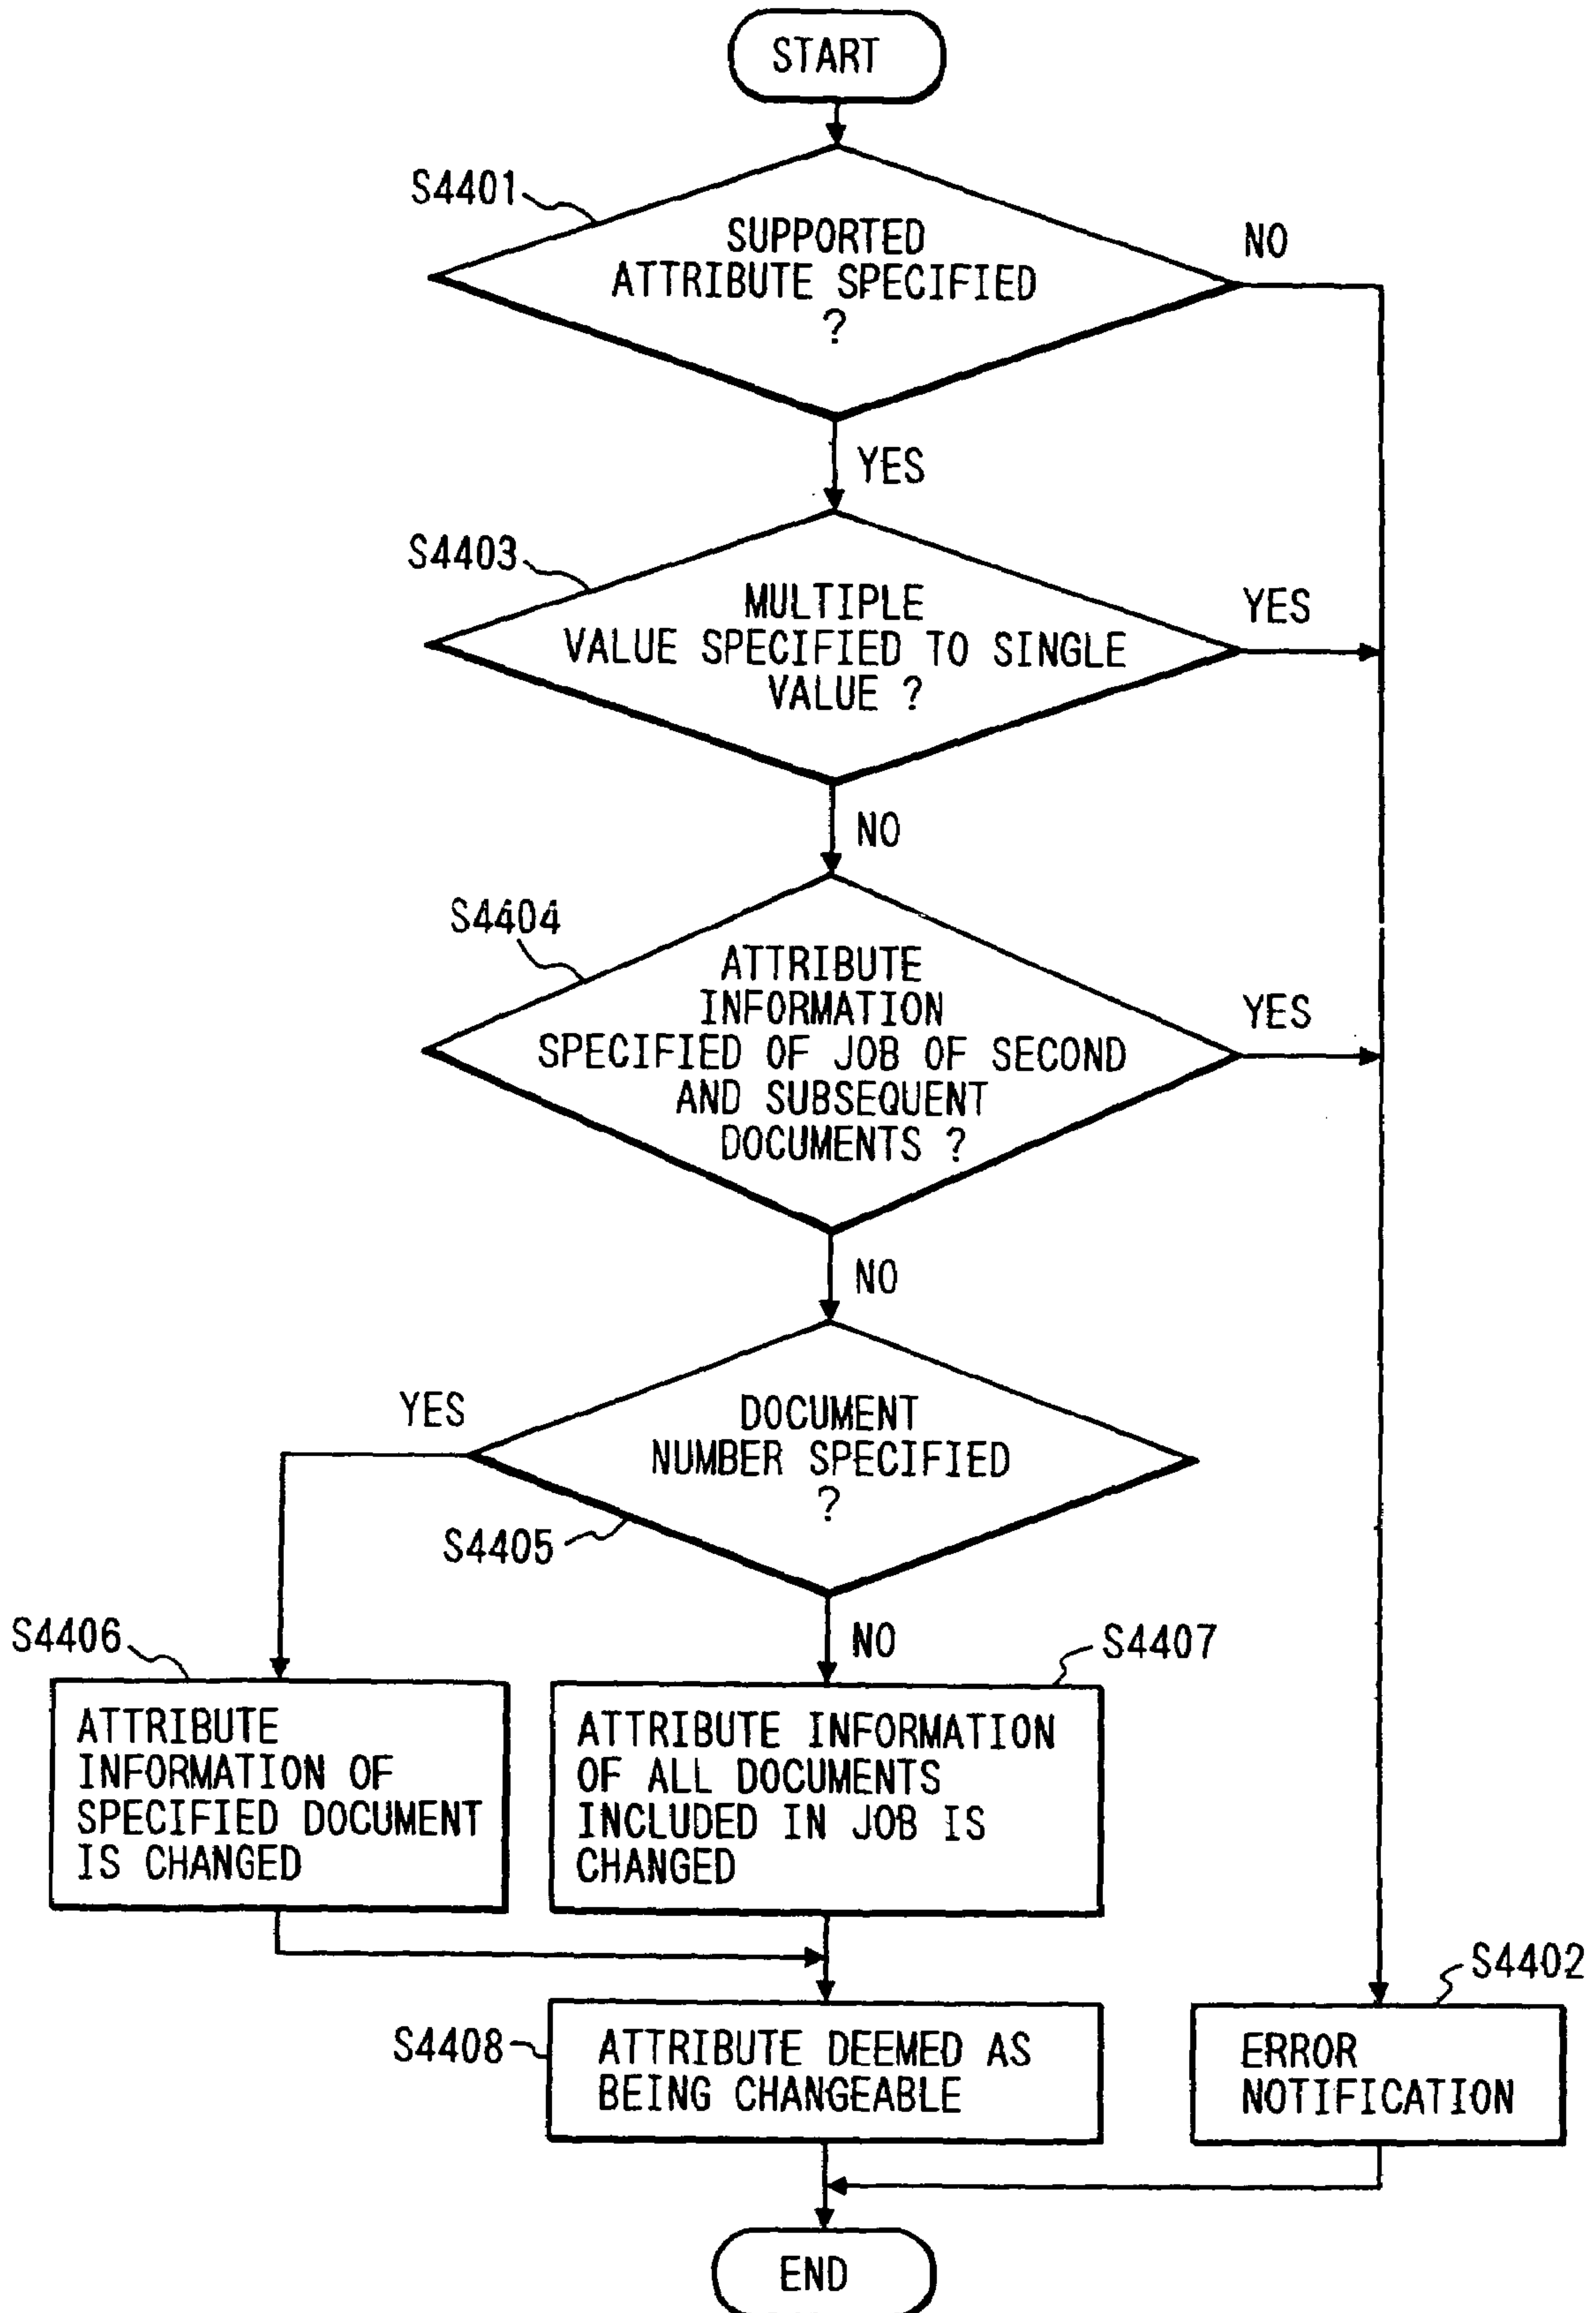 START
S4401
SUPPORTED
ATTRIBUTE SPECIFIED
?
NO
YES
S4403
MULTIPLE
VALUE SPECIFIED TO SINGLE
VALUE ?
YES
NO
S4404
ATTRIBUTE
INFORMATION
SPECIFIED OF JOB OF SECOND
AND SUBSEQUENT
DOCUMENTS ?
YES
NO
YES
DOCUMENT
NUMBER SPECIFIED
?
S4405
S4406
NO
S4407
ATTRIBUTE
INFORMATION OF
SPECIFIED DOCUMENT
IS CHANGED
ATTRIBUTE INFORMATION
OF ALL DOCUMENTS
INCLUDED IN JOB IS
CHANGED
S4402
S4408
ATTRIBUTE DEEMED AS
BEING CHANGEABLE
ERROR
NOTIFICATION
END